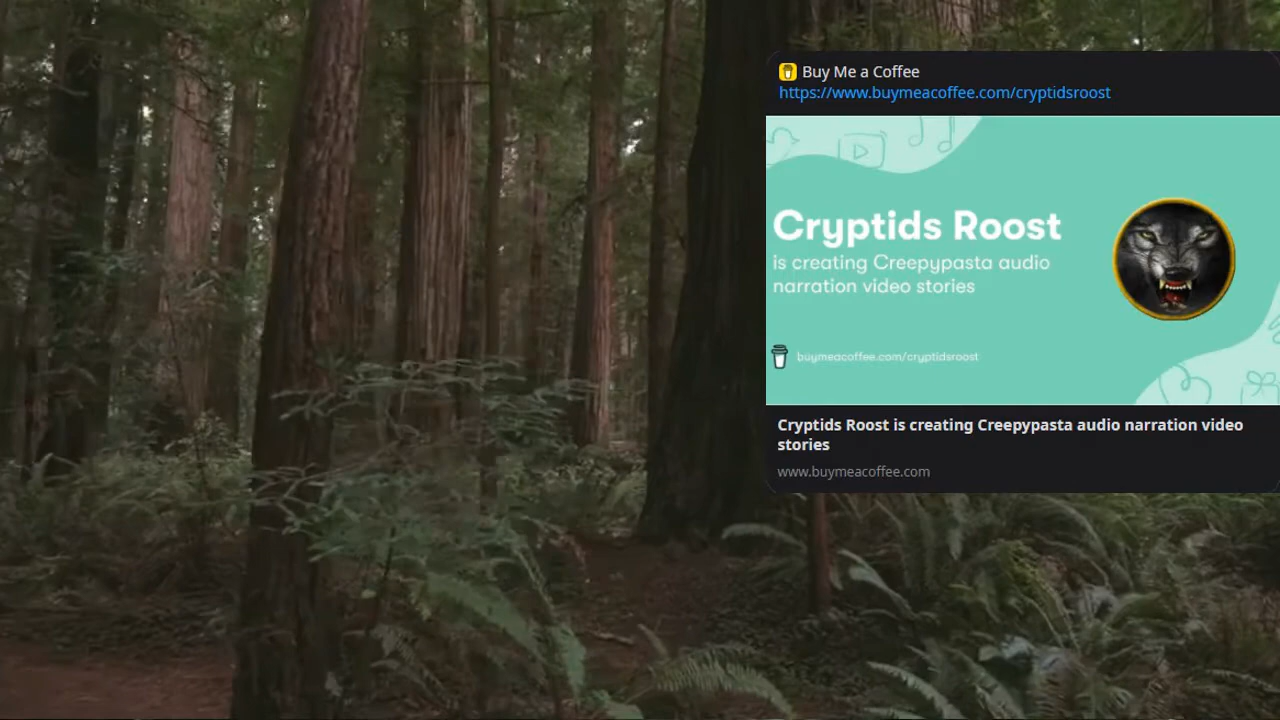 Buy Me a Coffee
https://www.buymeacoffee.com/cryptidsroost
Cryptids Roost
is creating Creepypasta audio
narration video stories
buymeacoffee.com/cryptidsroost
Cryptids Roost is creating Creepypasta audio narration video
stories
www.buymeacoffee.com